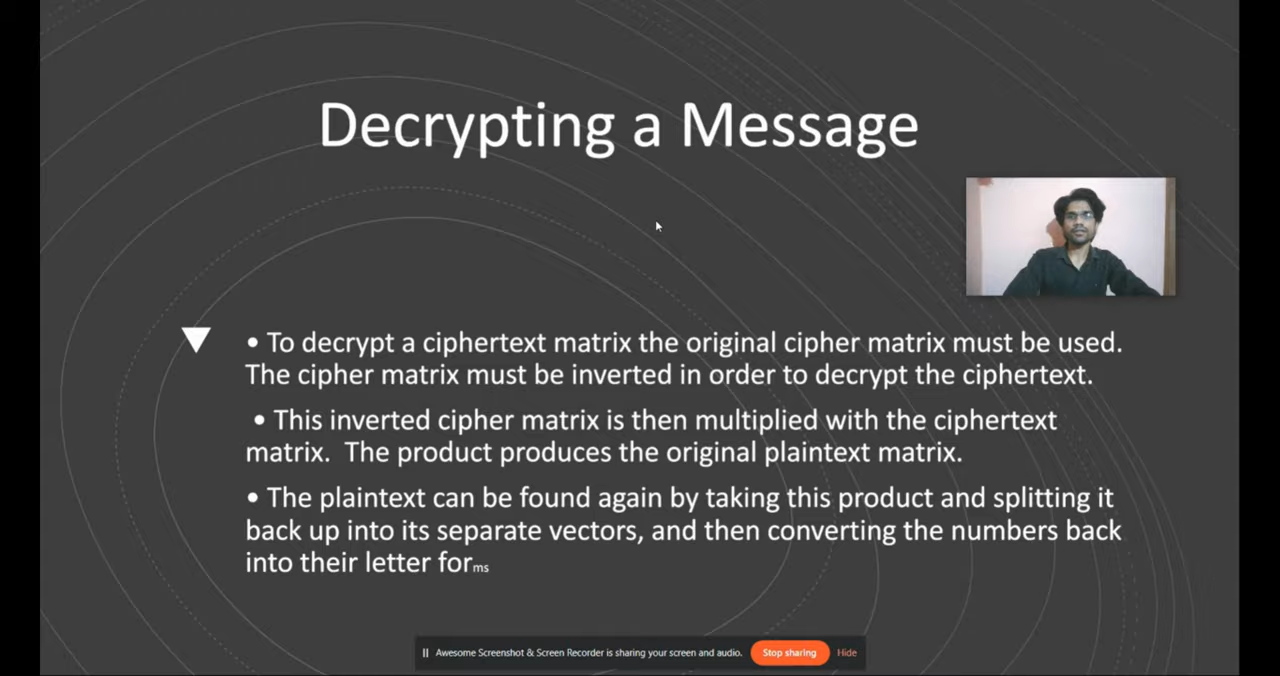 Decrypting a Message
• To decrypt a ciphertext matrix the original cipher matrix must be used.
The cipher matrix must be inverted in order to decrypt the ciphertext.
• This inverted cipher matrix is then multiplied with the ciphertext
matrix. The product produces the original plaintext matrix.
• The plaintext can be found again by taking this product and splitting it
back up into its separate vectors, and then converting the numbers back
into their letter forms
Awesome Screenshot & Screen Recorder is sharing your screen and audio. Stop sharing Hide